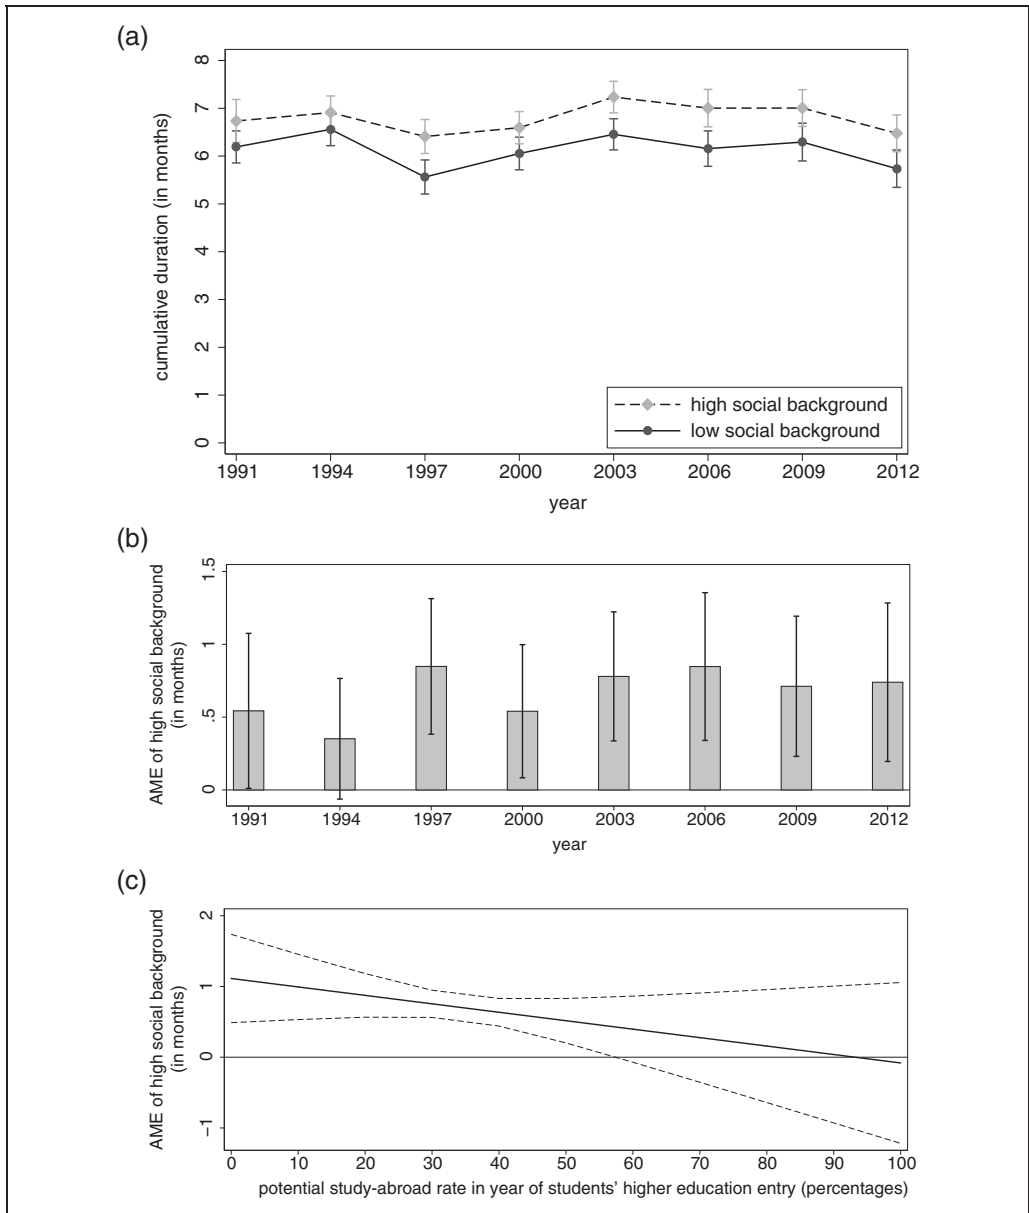 (a)
8
7
6
5
4
3
2
1
0
cumulative duration (in months)
high social background
low social background
1991 1994 1997 2000 2003 2006 2009 2012
year
(b)
1.5
1
.5
0
AME of high social background
(in months)
1991 1994 1997 2000 2003 2006 2009 2012
year
(c)
2
1
0
−1
AME of high social background
(in months)
0 10 20 30 40 50 60 70 80 90 100
potential study-abroad rate in year of students’ higher education entry (percentages)